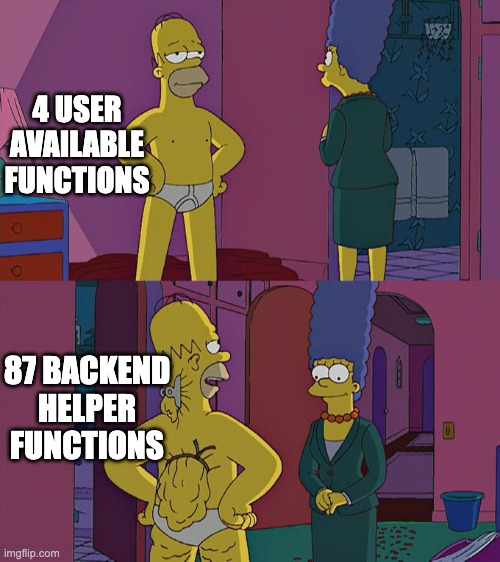 4 USER
AVAILABLE
FUNCTIONS
87 BACKEND
HELPER
FUNCTIONS
imgflip.com